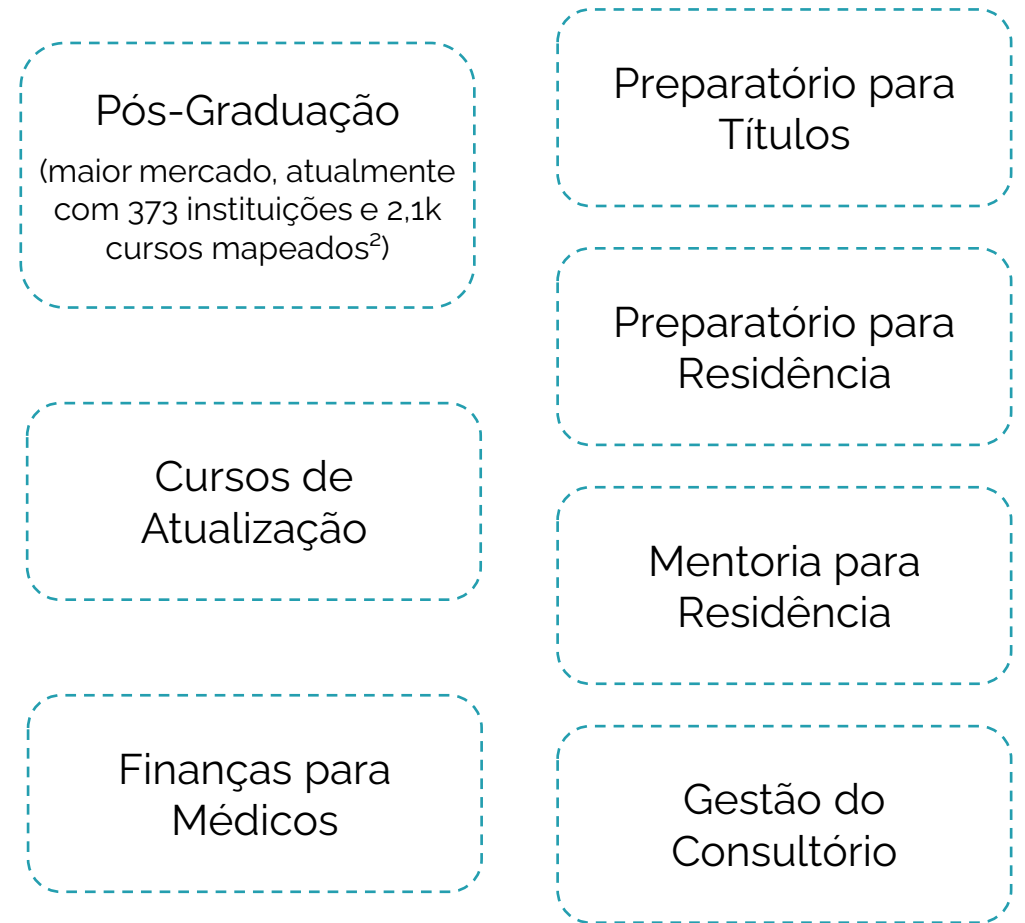 Pós-Graduação
(maior mercado, atualmente
com 373 instituições e 2,1k
cursos mapeados²)
Cursos de
Atualização
Finanças para
Médicos
Preparatório para
Títulos
Preparatório para
Residência
Mentoria para
Residência
Gestão do
Consultório